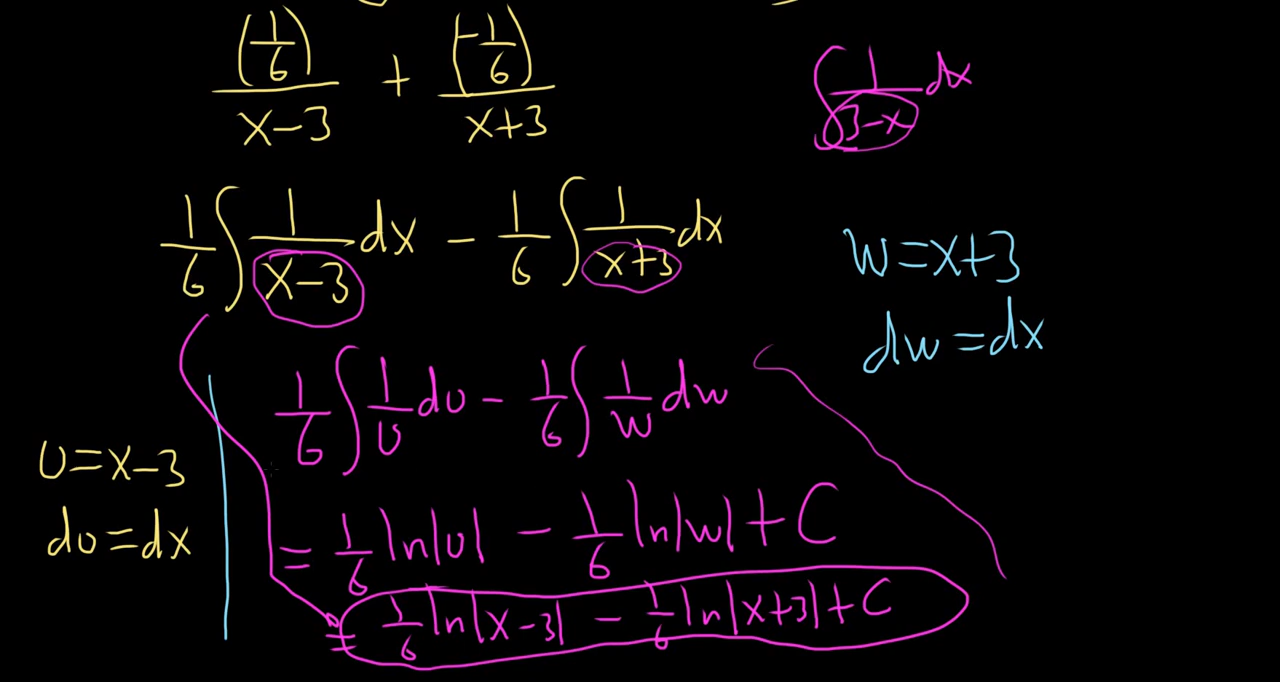 (1/6)/(x-3) + (-1/6)/(x+3)
∫ 1/(3-x) dx
1/6 ∫ 1/(x-3) dx - 1/6 ∫ 1/(x+3) dx
w=x+3
dw=dx
1/6 ∫ 1/u du - 1/6 ∫ 1/w dw
u=x-3
du=dx
= 1/6 ln|u| - 1/6 ln|w| + C
= 1/6 ln|x-3| - 1/6 ln|x+3| + C